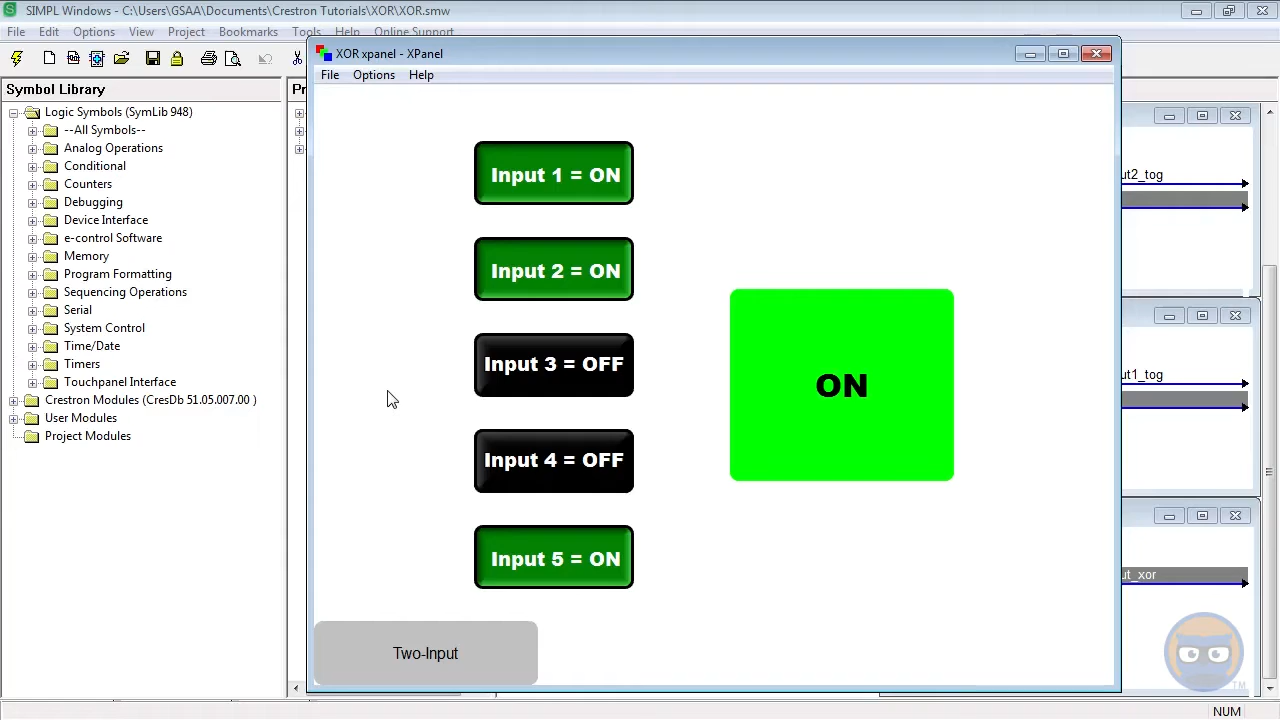 SIMPL Windows - C:\Users\GSAA\Documents\Crestron Tutorials\XOR\XOR.smw
File Edit Options View Project Bookmarks Tools Help Online Support
Symbol Library
Logic Symbols (SymLib 948)
--All Symbols--
Analog Operations
Conditional
Counters
Debugging
Device Interface
e-control Software
Memory
Program Formatting
Sequencing Operations
Serial
System Control
Time/Date
Timers
Touchpanel Interface
Crestron Modules (CresDb 51.05.007.00 )
User Modules
Project Modules
Pr
XOR xpanel - XPanel
File Options Help
Input 1 = ON
Input 2 = ON
Input 3 = OFF
Input 4 = OFF
Input 5 = ON
ON
Two-Input
ut2_tog
ut1_tog
ut_xor
TM
NUM